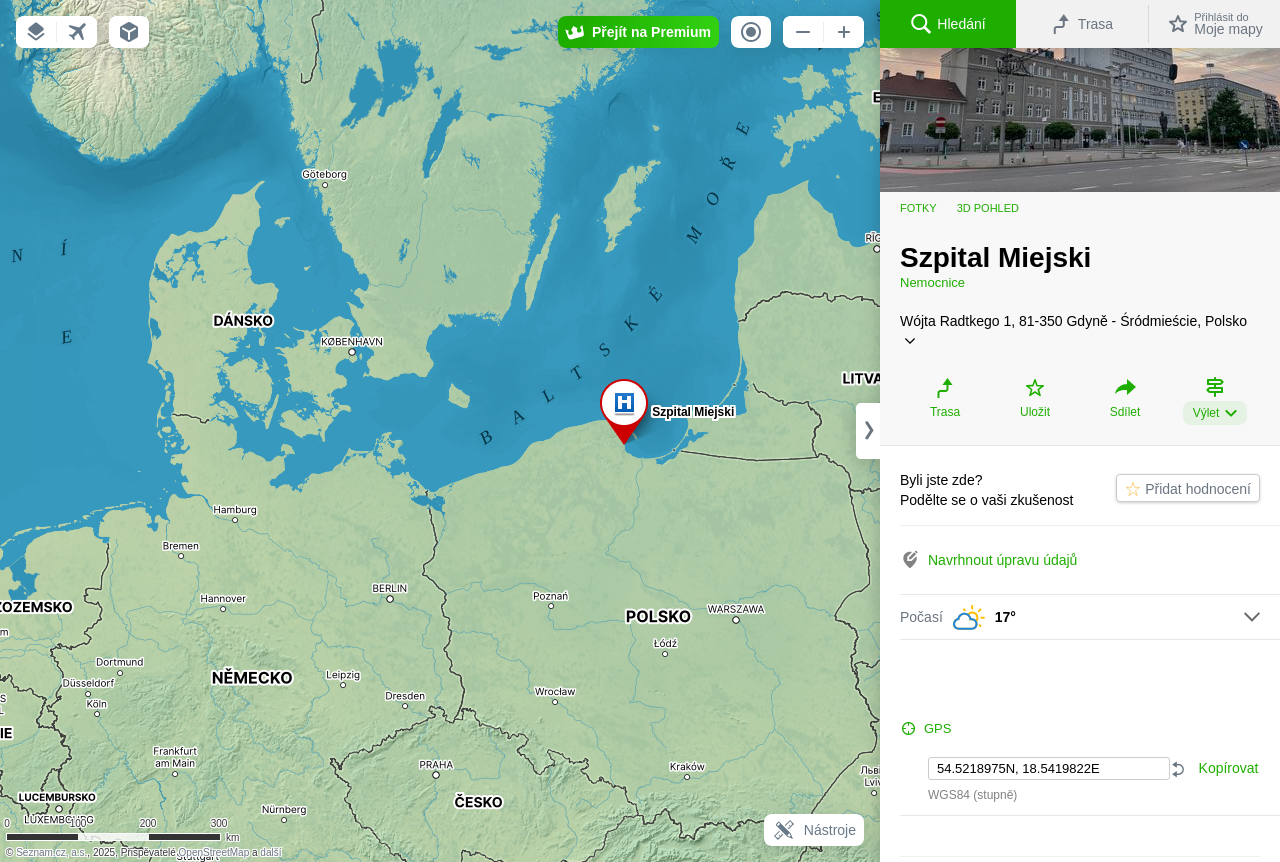 Přejít na Premium
Hledání
Trasa
Přihlásit do
Moje mapy
FOTKY
3D POHLED
Szpital Miejski
Nemocnice
Wójta Radtkego 1, 81-350 Gdyně - Śródmieście, Polsko
Trasa
Uložit
Sdílet
Výlet
Byli jste zde?
Podělte se o vaši zkušenost
Přidat hodnocení
Navrhnout úpravu údajů
Počasí
17°
GPS
54.5218975N, 18.5419822E
Kopírovat
WGS84 (stupně)
Göteborg
N Í
E
DÁNSKO
KØBENHAVN
BALTSKÉ MOŘE
LITVA
Szpital Miejski
Hamburg
Bremen
Hannover
BERLIN
Poznań
POLSKO
WARSZAWA
Łódź
Dortmund
Düsseldorf
Köln
NĚMECKO
Leipzig
Dresden
Wrocław
Frankfurt
am Main
PRAHA
Kraków
LUCEMBURSKO
LUXEMBOURG
ČESKO
Nürnberg
Stuttgart
0 100 200 300 km
Nástroje
© Seznam.cz, a.s., 2025, Přispěvatelé OpenStreetMap a další